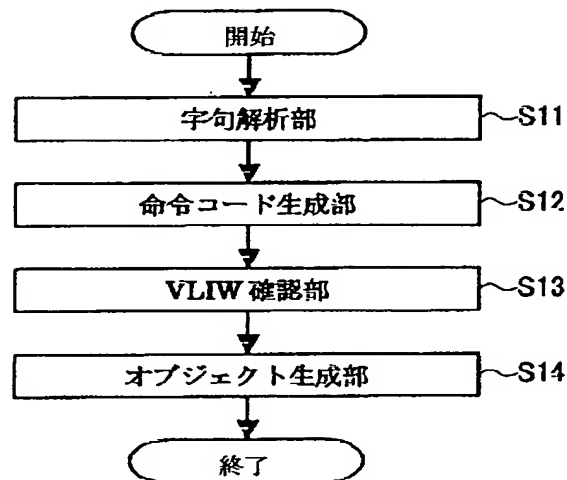 開始
字句解析部 S11
命令コード生成部 S12
VLIW 確認部 S13
オブジェクト生成部 S14
終了